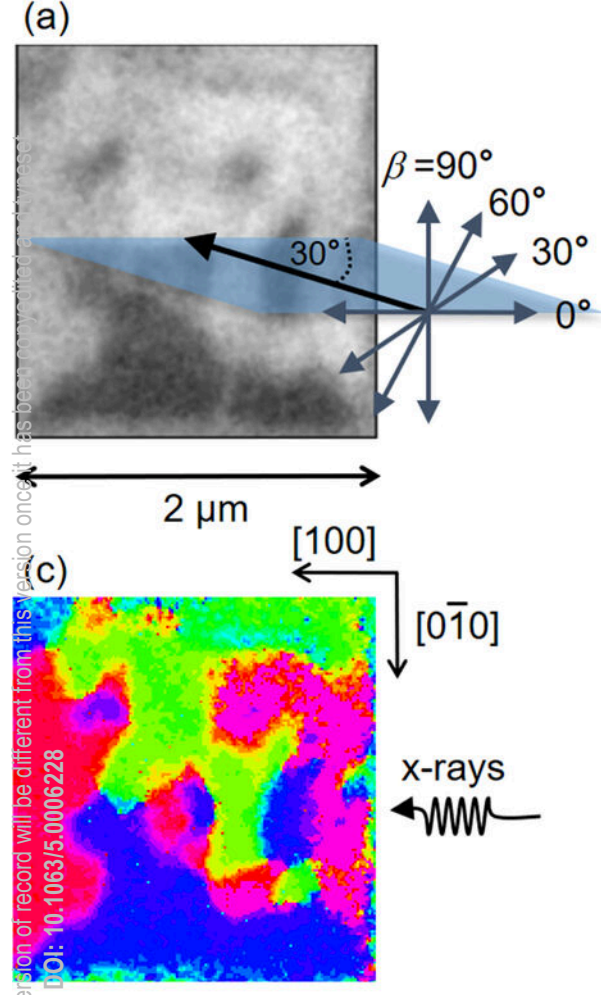 (a)
β =90°
60°
30°
30°
0°
2 µm
[100]
(c)
[01̄0]
x-rays
ersion of record will be different from this version once it has been copyedited and typeset
DOI: 10.1063/5.0006228